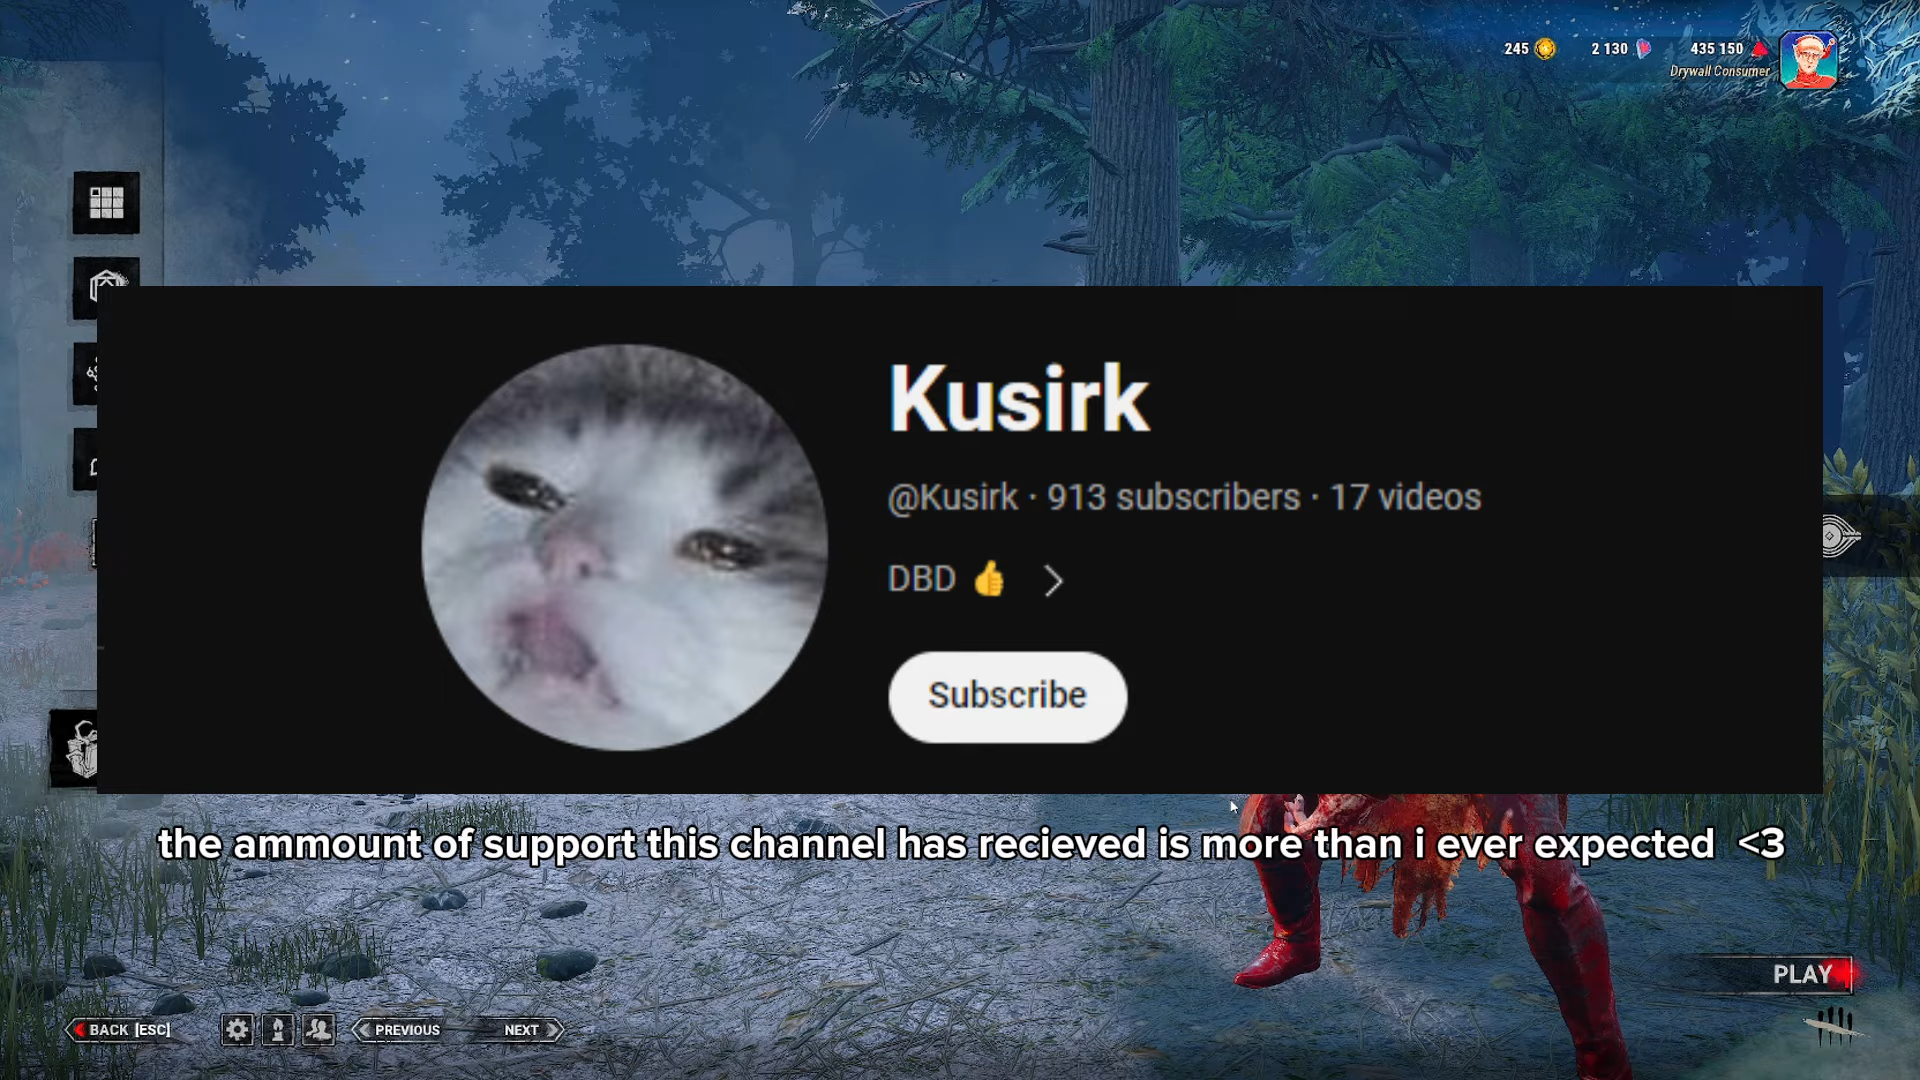 245
2 130
435 150
Drywall Consumer
Kusirk
@Kusirk · 913 subscribers · 17 videos
DBD 👍
Subscribe
the ammount of support this channel has recieved is more than i ever expected <3
PLAY
BACK [ESC]
PREVIOUS
NEXT